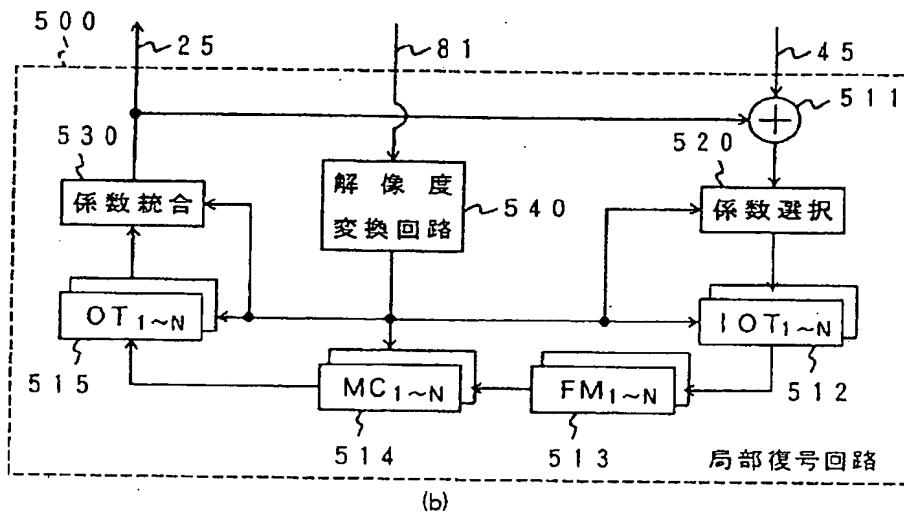 500
25
81
45
511
530
520
係数統合
解像度
変換回路
540
係数選択
OT1~N
IOT1~N
515
MC1~N
FM1~N
512
514
513
局部復号回路
(b)